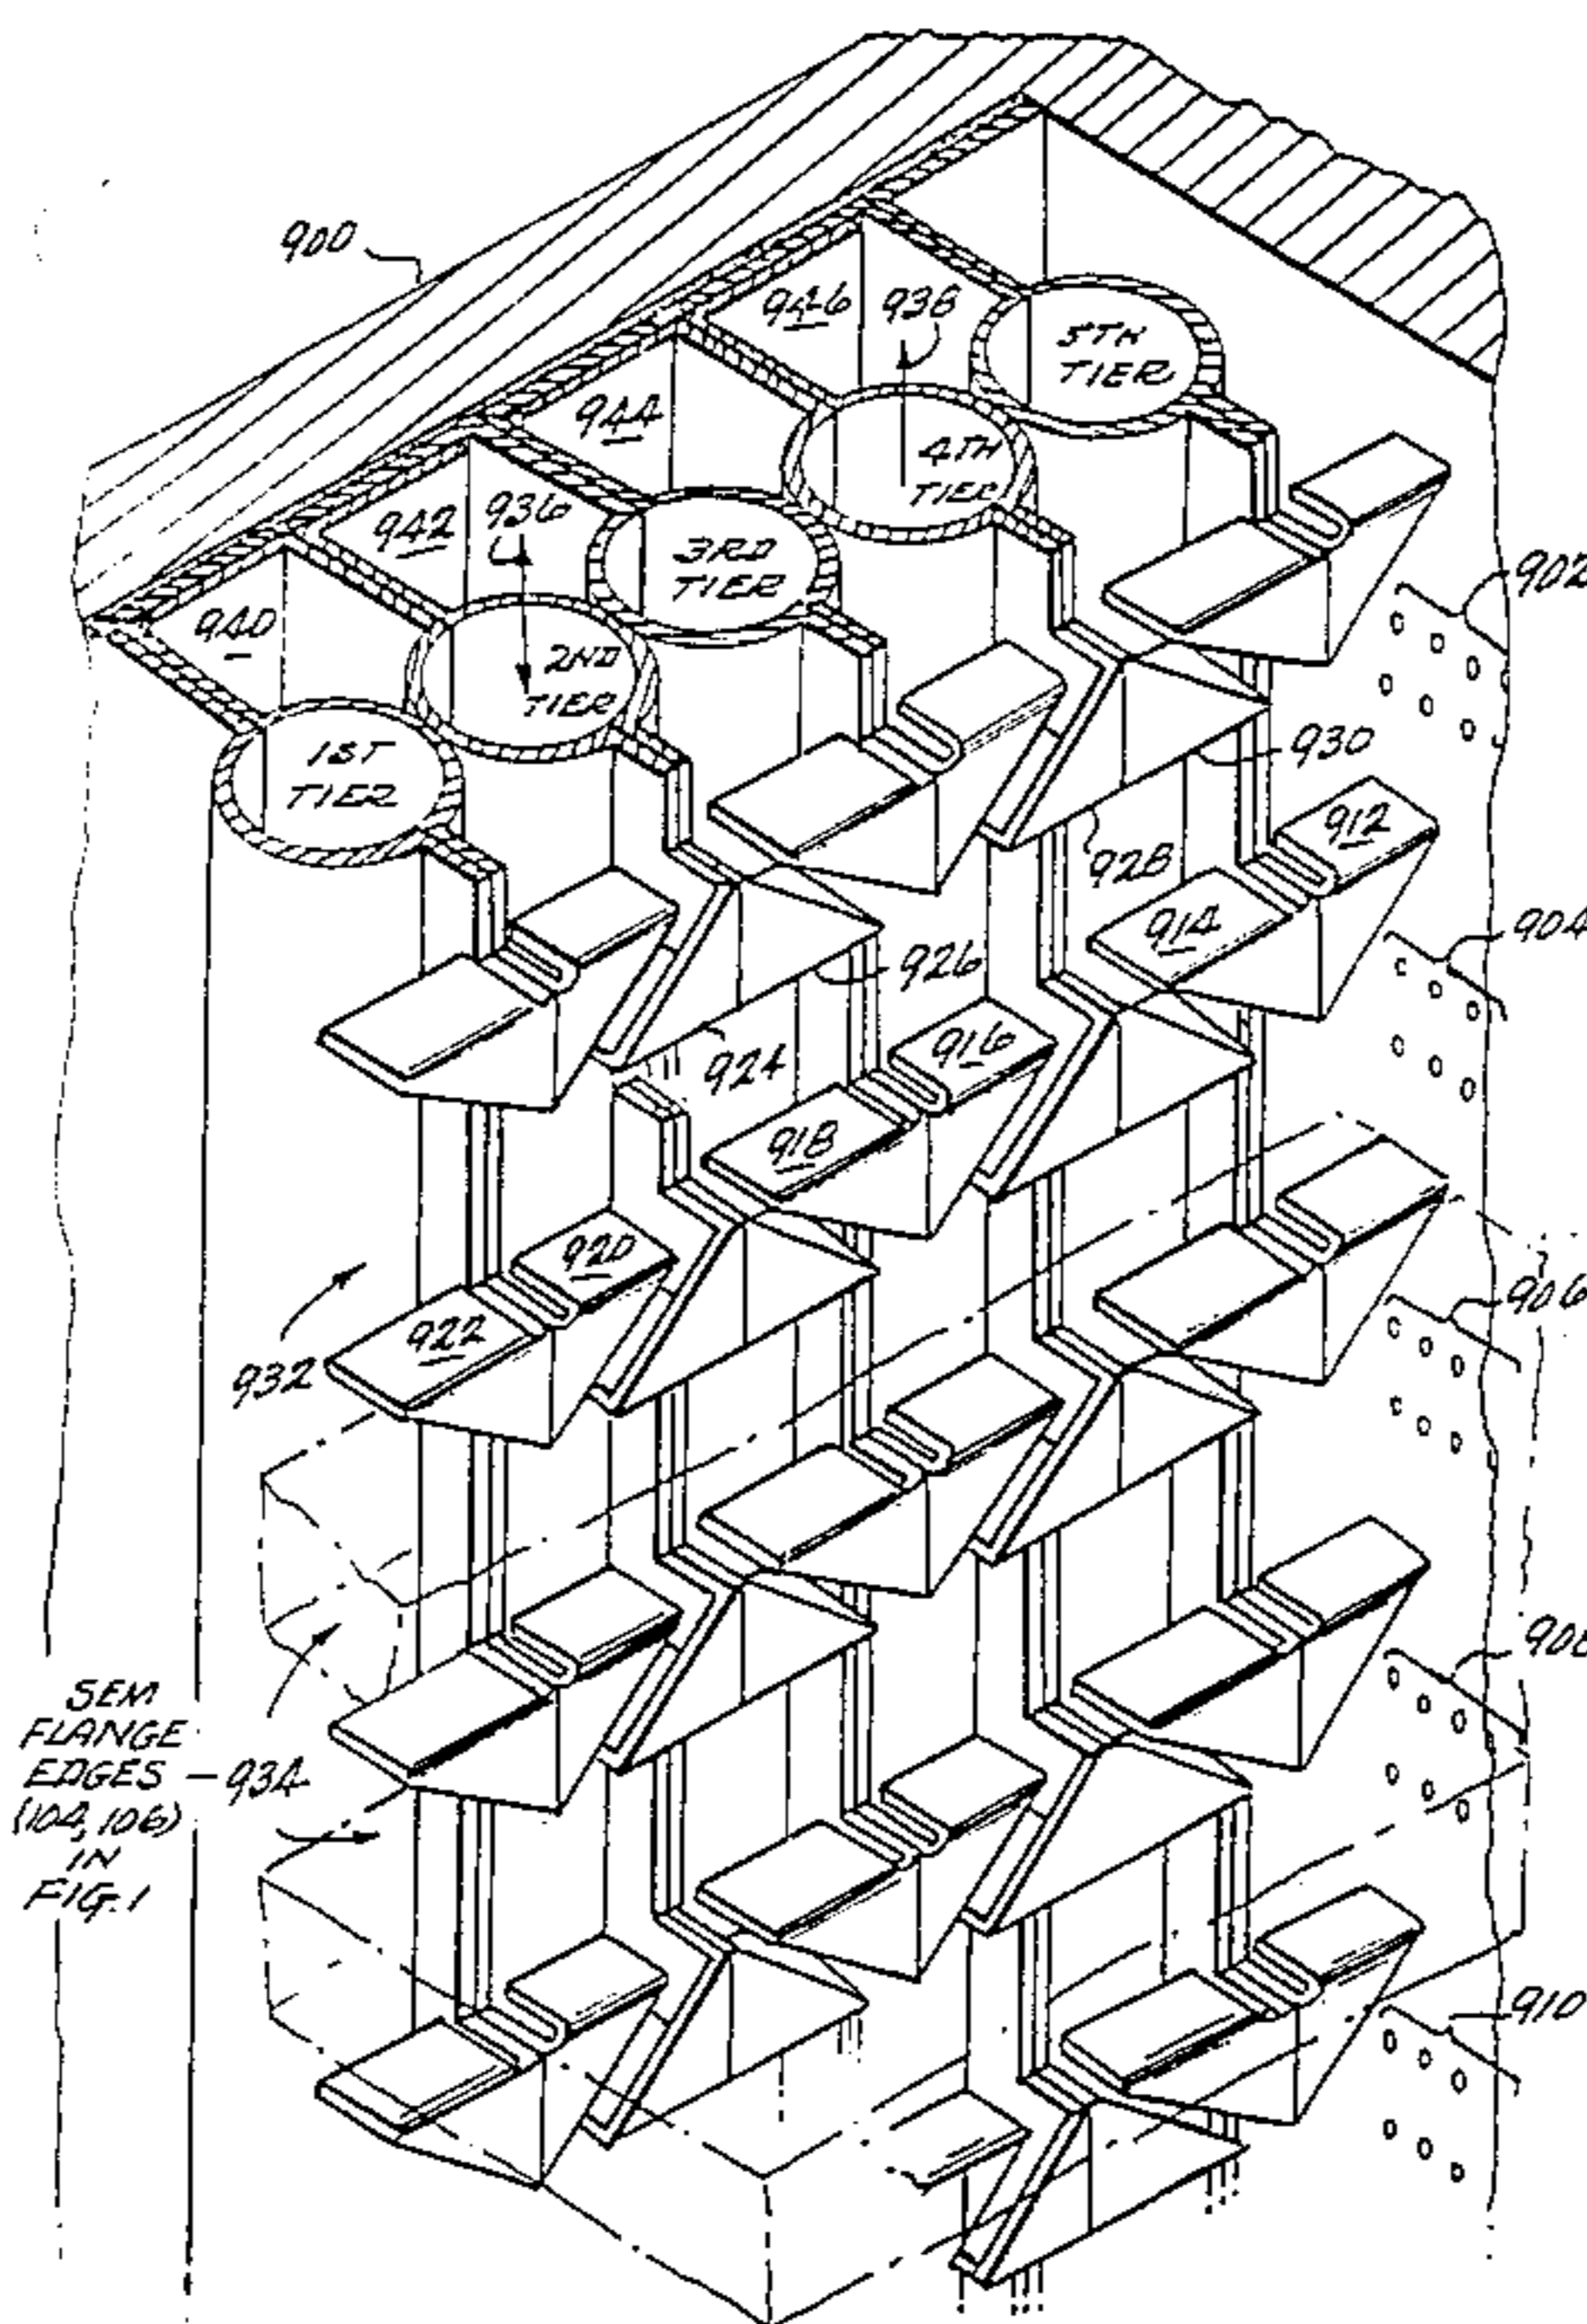 900
946
938
5TH
TIER
944
4TH
TIER
902
942
936
3RD
TIER
940
2ND
TIER
930
1ST
TIER
912
928
914
904
926
916
924
918
920
906
922
932
908
SEM
FLANGE
EDGES - 934
(104, 106)
IN
FIG. 1
910